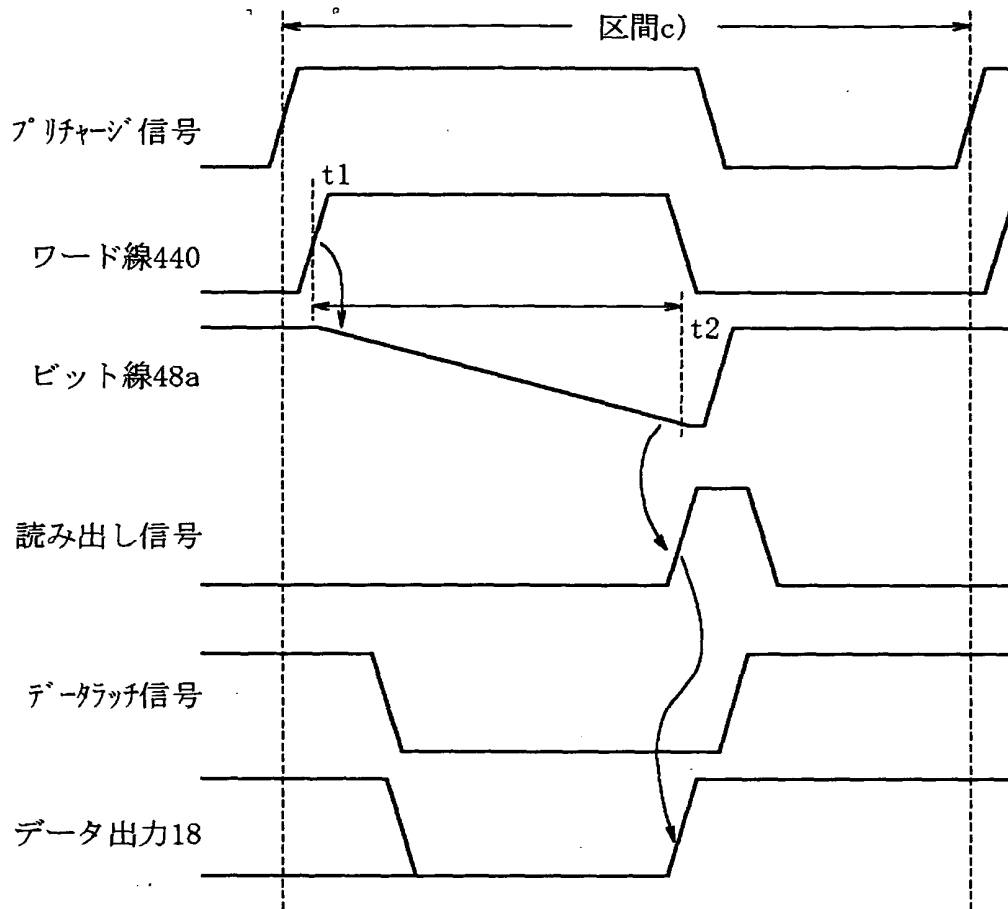 区間c)
プリチャージ信号
t1
ワード線440
t2
ビット線48a
読み出し信号
データラッチ信号
データ出力18